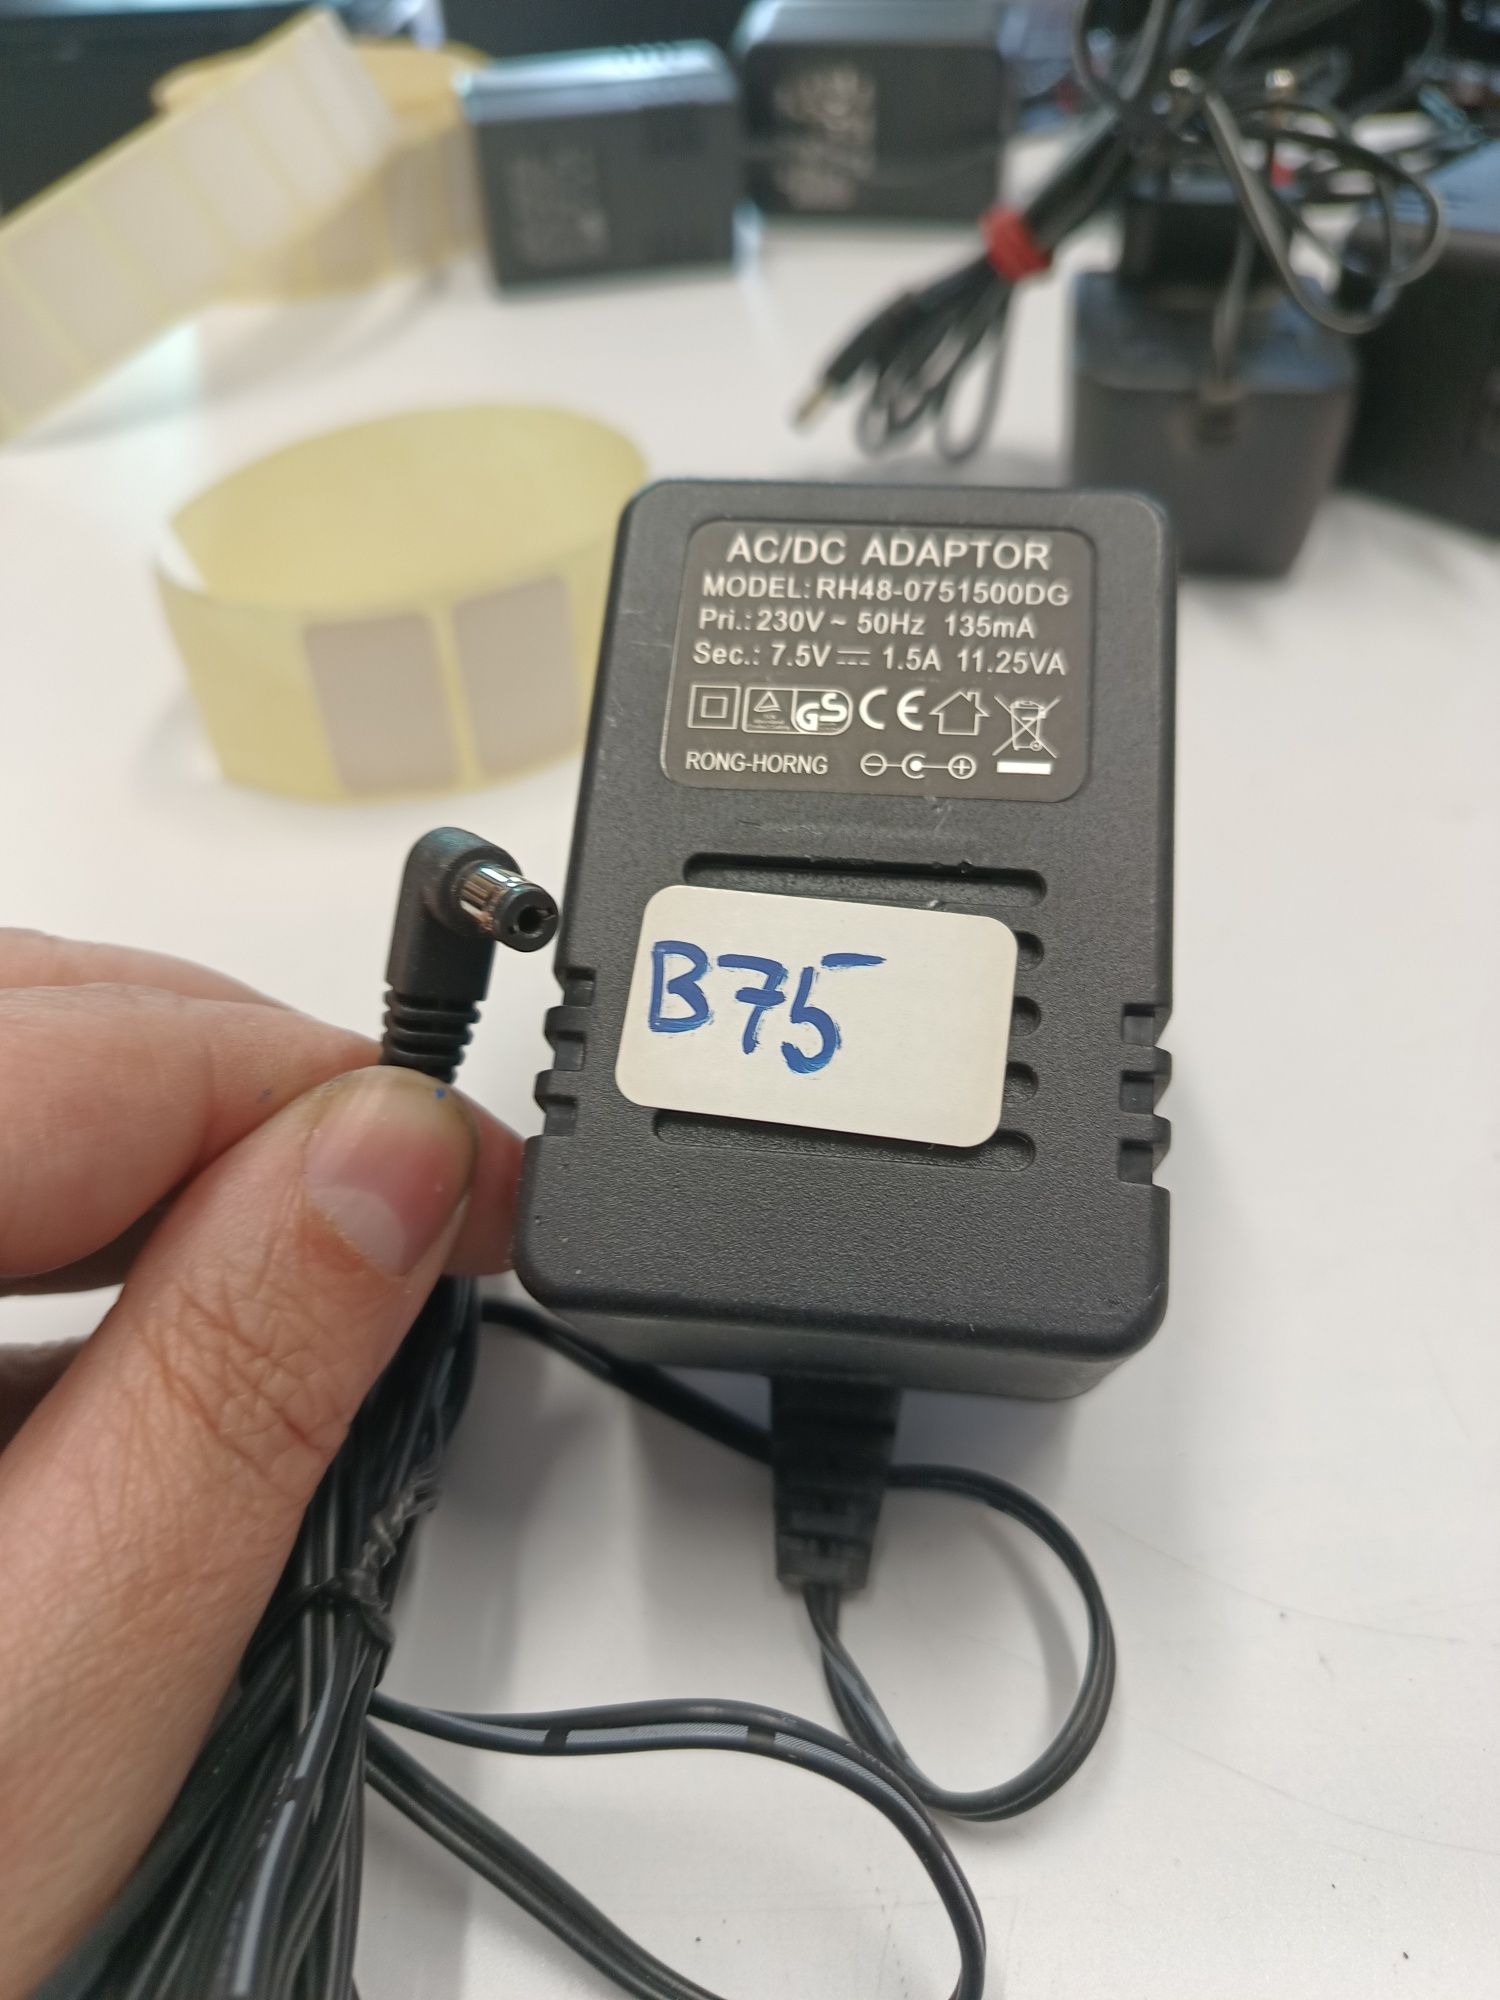 AC/DC ADAPTOR
MODEL: RH48-0751500DG
Pri.: 230V ~ 50Hz 135mA
Sec.: 7.5V ⎓ 1.5A 11.25VA
GS CE
RONG-HORNG
B75